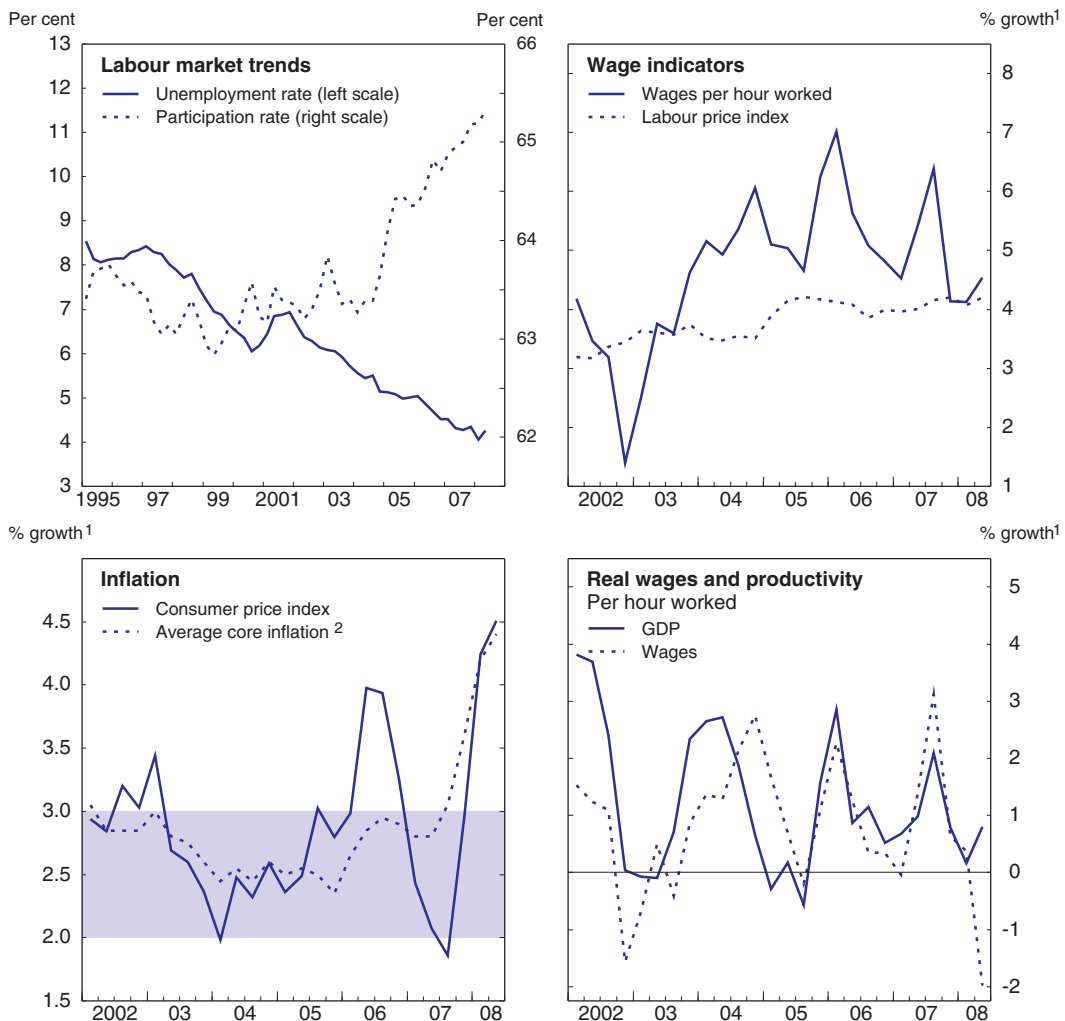 Per cent
Per cent
Labour market trends
Unemployment rate (left scale)
Participation rate (right scale)
13
12
11
10
9
8
7
6
5
4
3
66
65
64
63
62
1995 97 99 2001 03 05 07
% growth1
Wage indicators
Wages per hour worked
Labour price index
8
7
6
5
4
3
2
1
2002 03 04 05 06 07 08
% growth1
Inflation
Consumer price index
Average core inflation 2
4.5
4.0
3.5
3.0
2.5
2.0
1.5
2002 03 04 05 06 07 08
% growth1
Real wages and productivity
Per hour worked
GDP
Wages
5
4
3
2
1
0
-1
-2
2002 03 04 05 06 07 08